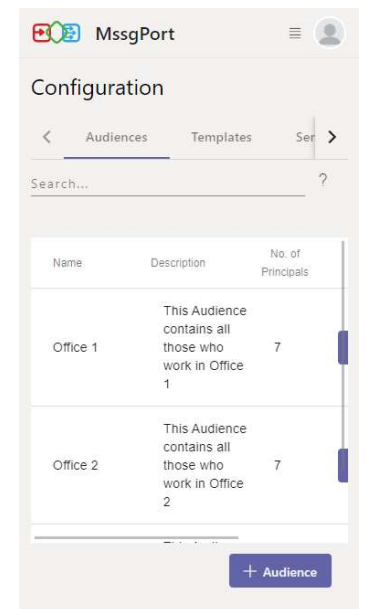 MssgPort
Configuration
Audiences Templates Ser
Search... ?
Name Description No. of
Principals
This Audience
contains all
Office 1 those who 7
work in Office
1
This Audience
contains all
Office 2 those who 7
work in Office
2
+ Audience